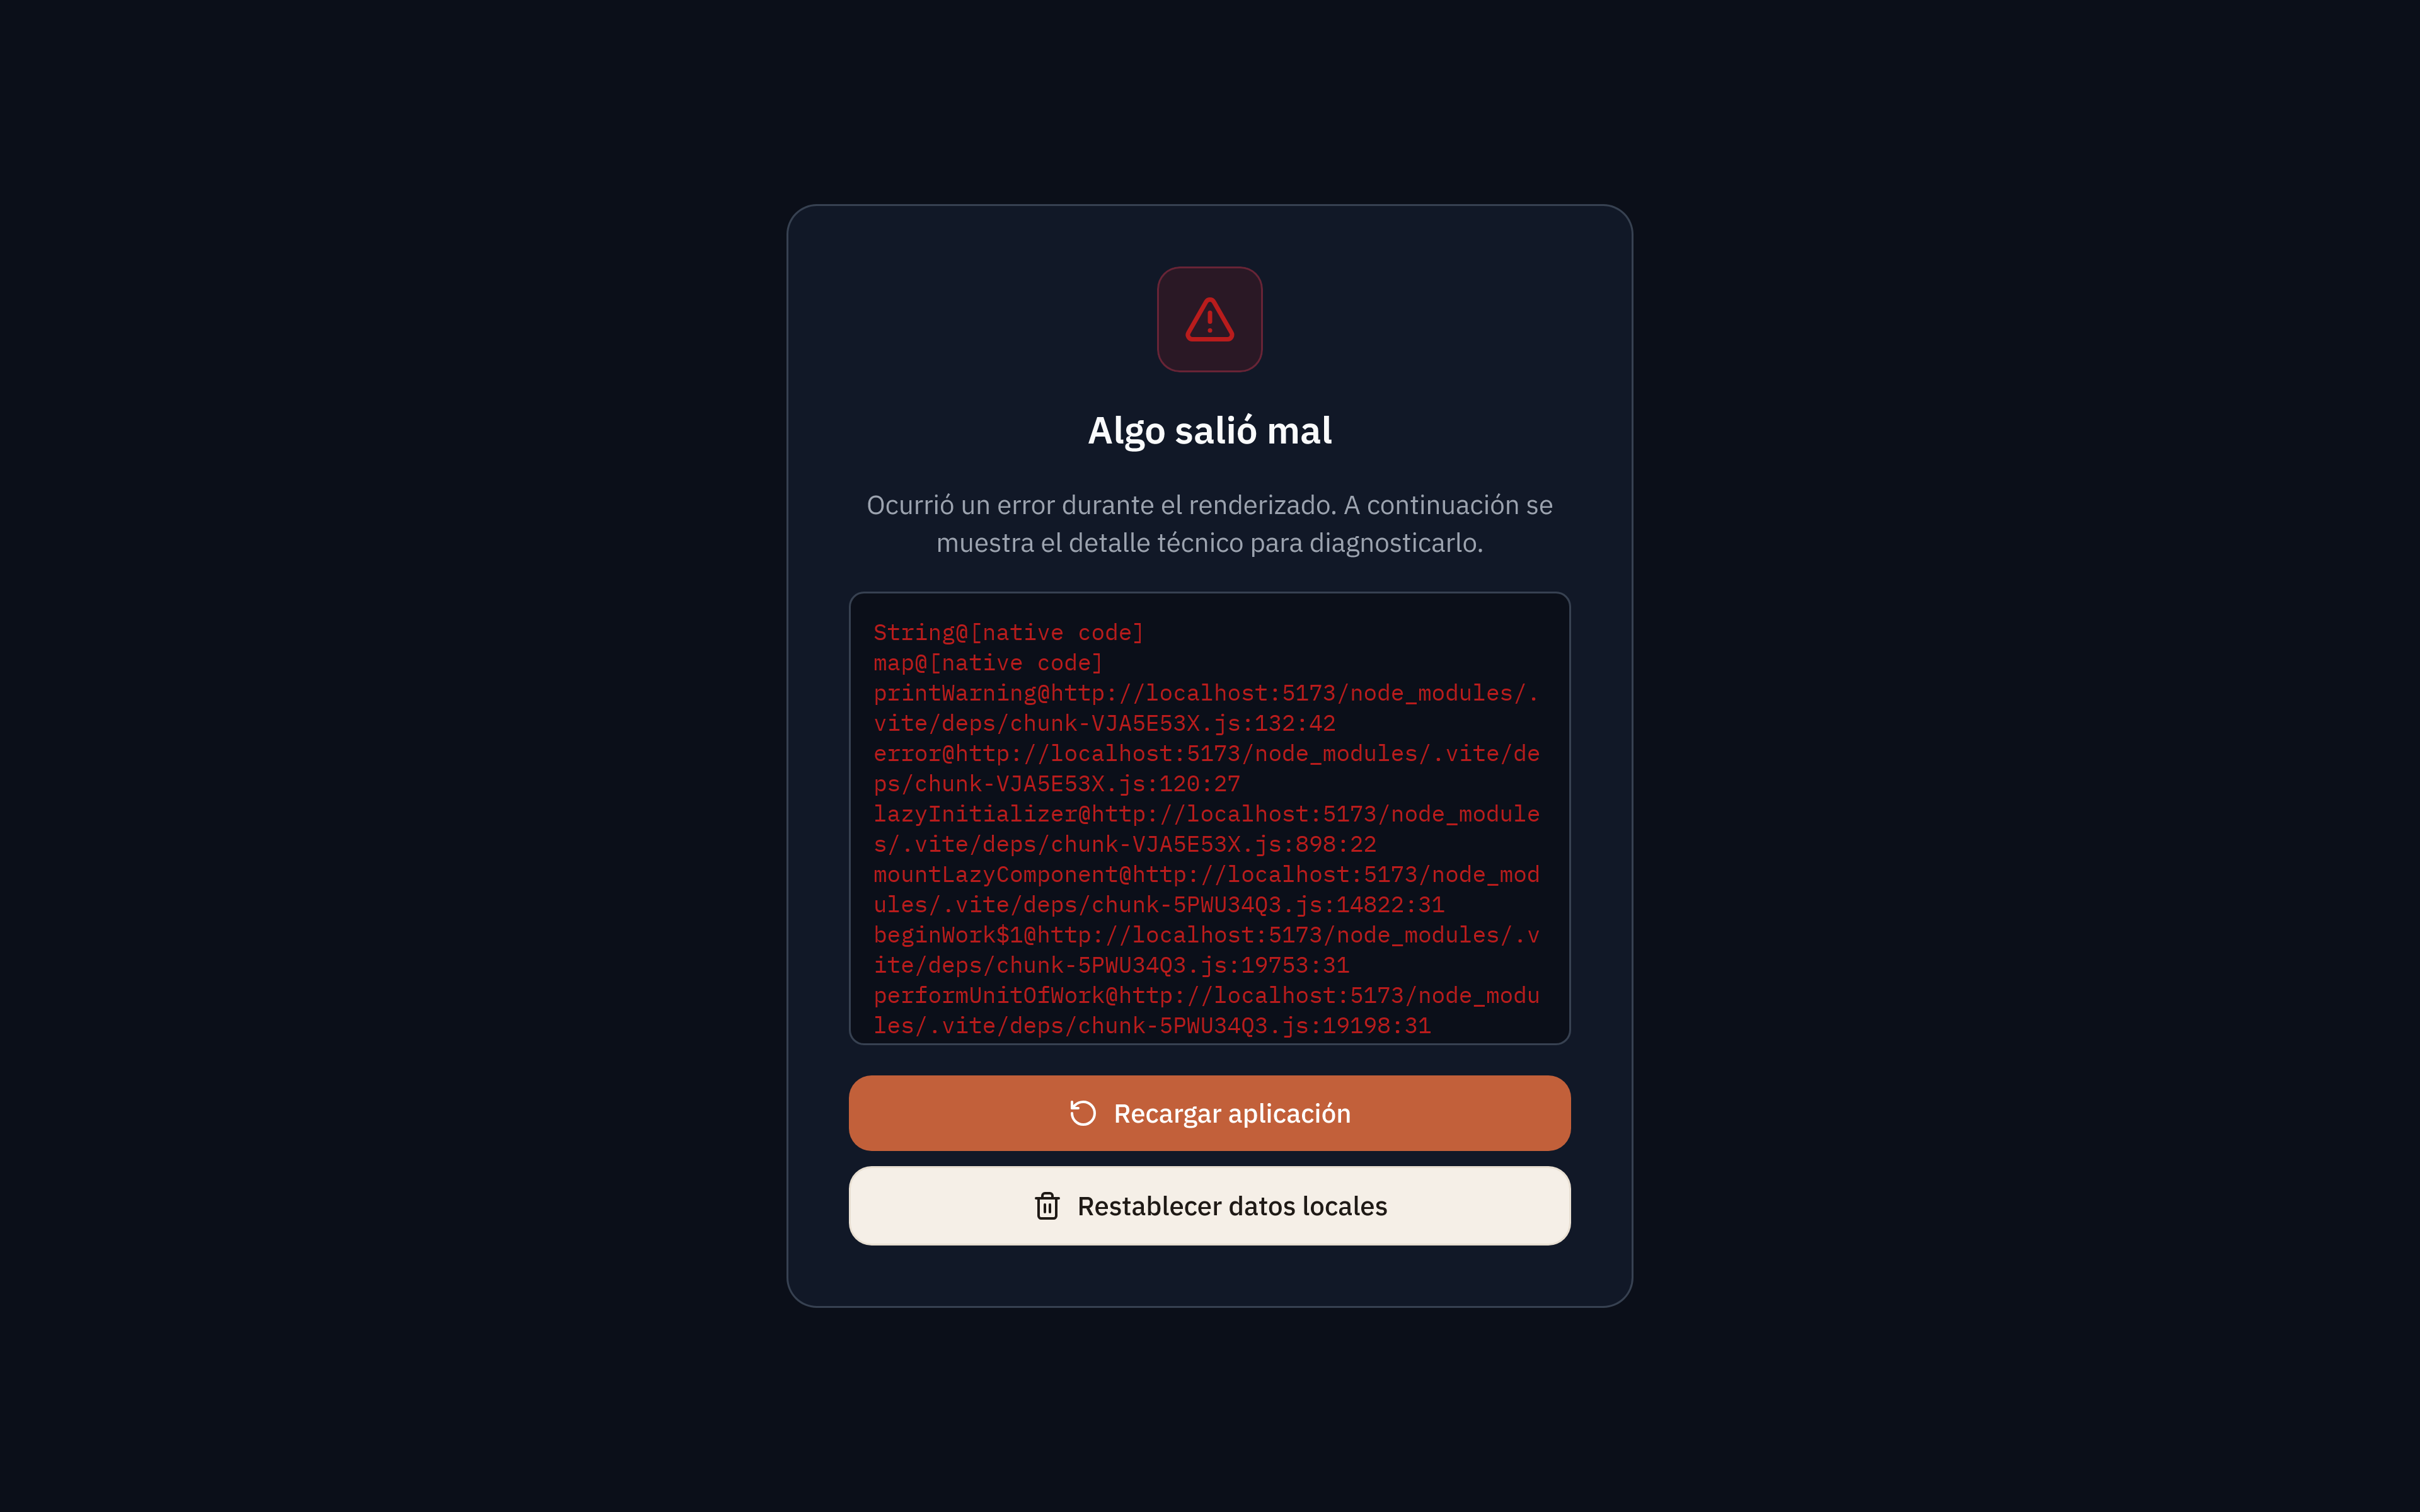 Algo salió mal
Ocurrió un error durante el renderizado. A continuación se
muestra el detalle técnico para diagnosticarlo.
String@[native code]
map@[native code]
printWarning@http://localhost:5173/node_modules/.
vite/deps/chunk-VJA5E53X.js:132:42
error@http://localhost:5173/node_modules/.vite/de
ps/chunk-VJA5E53X.js:120:27
lazyInitializer@http://localhost:5173/node_module
s/.vite/deps/chunk-VJA5E53X.js:898:22
mountLazyComponent@http://localhost:5173/node_mod
ules/.vite/deps/chunk-5PWU34Q3.js:14822:31
beginWork$1@http://localhost:5173/node_modules/.v
ite/deps/chunk-5PWU34Q3.js:19753:31
performUnitOfWork@http://localhost:5173/node_modu
les/.vite/deps/chunk-5PWU34Q3.js:19198:31
Recargar aplicación
Restablecer datos locales